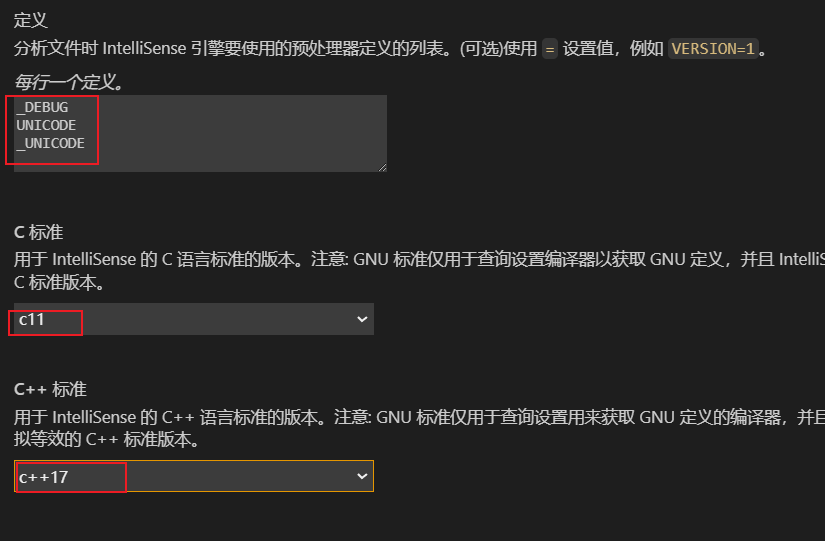 定义
分析文件时 IntelliSense 引擎要使用的预处理器定义的列表。(可选)使用 = 设置值，例如 VERSION=1。
每行一个定义。
_DEBUG
UNICODE
_UNICODE
C 标准
用于 IntelliSense 的 C 语言标准的版本。注意: GNU 标准仅用于查询设置编译器以获取 GNU 定义，并且 IntelliS
C 标准版本。
c11
C++ 标准
用于 IntelliSense 的 C++ 语言标准的版本。注意: GNU 标准仅用于查询设置用来获取 GNU 定义的编译器，并且
拟等效的 C++ 标准版本。
c++17